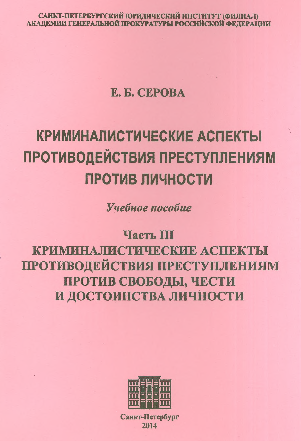 САНКТ-ПЕТЕРБУРГСКИЙ ЮРИДИЧЕСКИЙ ИНСТИТУТ (ФИЛИАЛ)
АКАДЕМИИ ГЕНЕРАЛЬНОЙ ПРОКУРАТУРЫ РОССИЙСКОЙ ФЕДЕРАЦИИ
Е. Б. СЕРОВА
КРИМИНАЛИСТИЧЕСКИЕ АСПЕКТЫ
ПРОТИВОДЕЙСТВИЯ ПРЕСТУПЛЕНИЯМ
ПРОТИВ ЛИЧНОСТИ
Учебное пособие
Часть III
КРИМИНАЛИСТИЧЕСКИЕ АСПЕКТЫ
ПРОТИВОДЕЙСТВИЯ ПРЕСТУПЛЕНИЯМ
ПРОТИВ СВОБОДЫ, ЧЕСТИ
И ДОСТОИНСТВА ЛИЧНОСТИ
Санкт-Петербург
2014